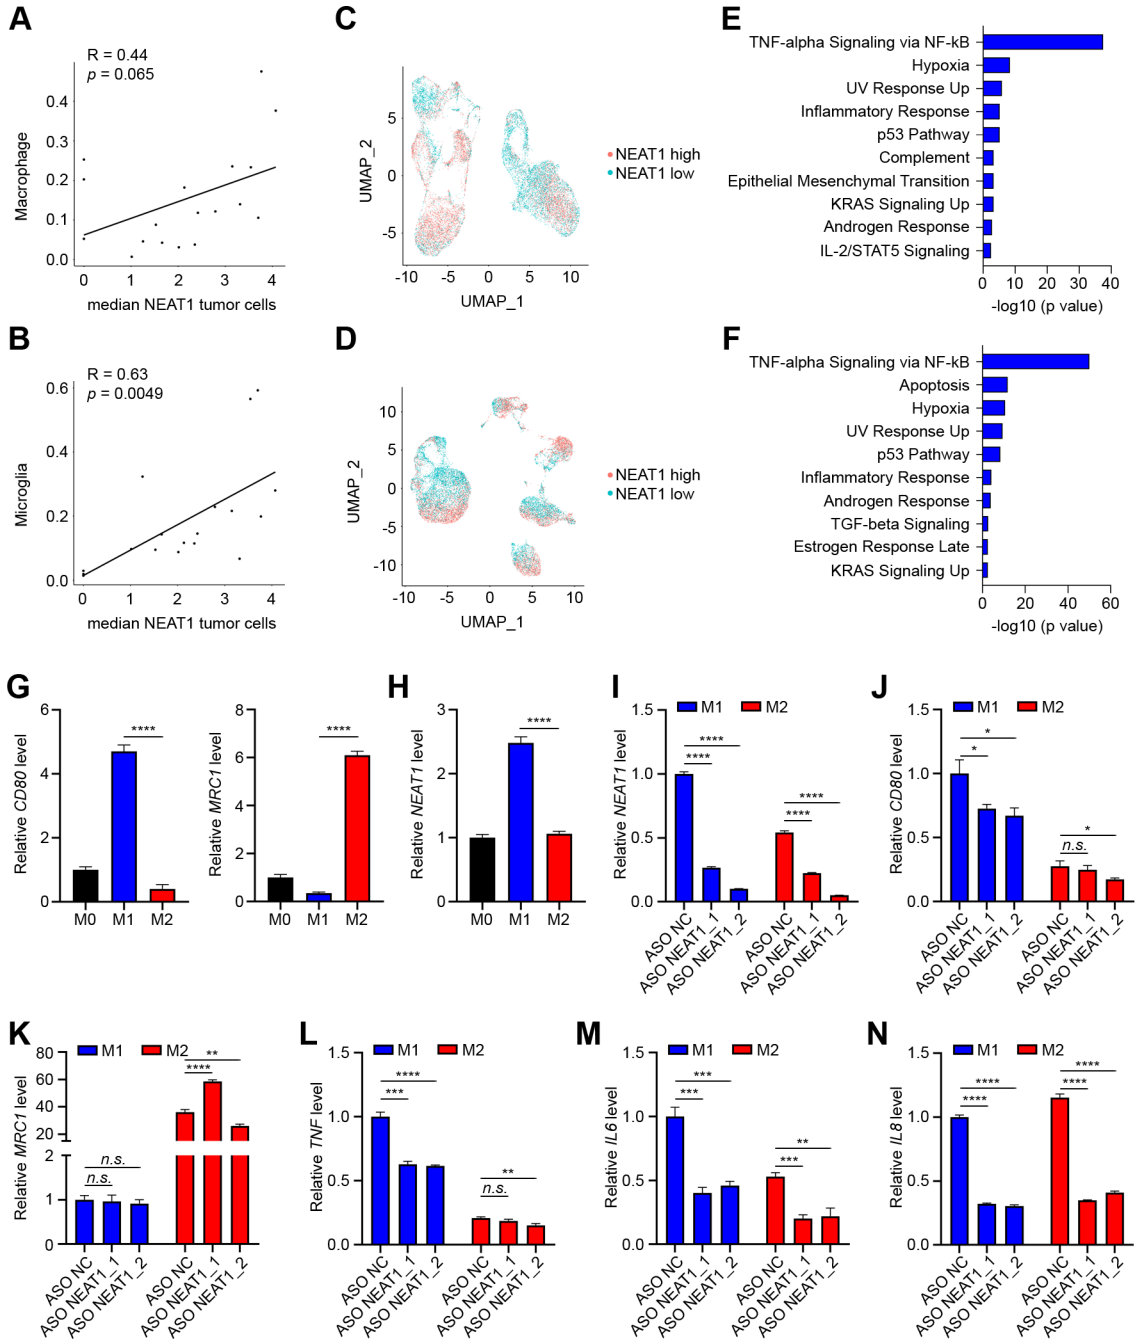 A
R = 0.44
p = 0.065
Macrophage
0.4
0.3
0.2
0.1
0.0
0 1 2 3 4
median NEAT1 tumor cells
B
R = 0.63
p = 0.0049
Microglia
0.6
0.4
0.2
0.0
0 1 2 3 4
median NEAT1 tumor cells
C
UMAP_2
5
0
-5
-10 -5 0 5 10
UMAP_1
NEAT1 high
NEAT1 low
D
UMAP_2
10
5
0
-5
-10
-10 -5 0 5 10
UMAP_1
NEAT1 high
NEAT1 low
E
TNF-alpha Signaling via NF-kB
Hypoxia
UV Response Up
Inflammatory Response
p53 Pathway
Complement
Epithelial Mesenchymal Transition
KRAS Signaling Up
Androgen Response
IL-2/STAT5 Signaling
0 10 20 30 40
-log10 (p value)
F
TNF-alpha Signaling via NF-kB
Apoptosis
Hypoxia
UV Response Up
p53 Pathway
Inflammatory Response
Androgen Response
TGF-beta Signaling
Estrogen Response Late
KRAS Signaling Up
0 20 40 60
-log10 (p value)
G
Relative CD80 level
6
4
2
0
****
M0 M1 M2
Relative MRC1 level
8
6
4
2
0
****
M0 M1 M2
H
Relative NEAT1 level
3
2
1
0
****
M0 M1 M2
I
M1 M2
Relative NEAT1 level
1.5
1.0
0.5
0.0
****
****
****
****
ASO NC
ASO NEAT1_1
ASO NEAT1_2
ASO NC
ASO NEAT1_1
ASO NEAT1_2
J
M1 M2
Relative CD80 level
1.5
1.0
0.5
0.0
*
*
*
n.s.
ASO NC
ASO NEAT1_1
ASO NEAT1_2
ASO NC
ASO NEAT1_1
ASO NEAT1_2
K
M1 M2
Relative MRC1 level
80
60
40
20
2
1
0
**
****
n.s.
n.s.
ASO NC
ASO NEAT1_1
ASO NEAT1_2
ASO NC
ASO NEAT1_1
ASO NEAT1_2
L
M1 M2
Relative TNF level
1.5
1.0
0.5
0.0
****
***
**
n.s.
ASO NC
ASO NEAT1_1
ASO NEAT1_2
ASO NC
ASO NEAT1_1
ASO NEAT1_2
M
M1 M2
Relative IL6 level
1.5
1.0
0.5
0.0
***
***
**
***
ASO NC
ASO NEAT1_1
ASO NEAT1_2
ASO NC
ASO NEAT1_1
ASO NEAT1_2
N
M1 M2
Relative IL8 level
1.5
1.0
0.5
0.0
****
****
****
****
ASO NC
ASO NEAT1_1
ASO NEAT1_2
ASO NC
ASO NEAT1_1
ASO NEAT1_2